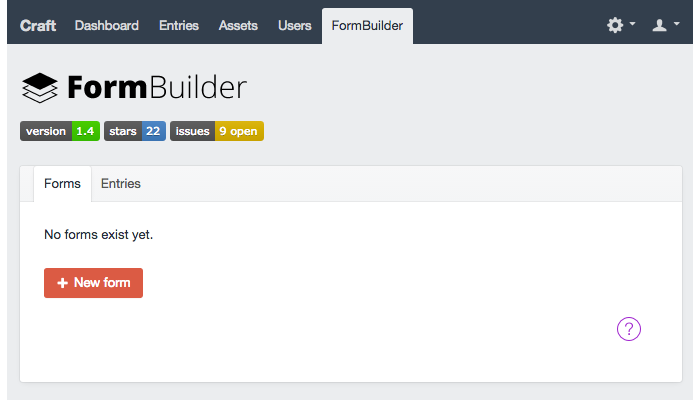 Craft Dashboard Entries Assets Users FormBuilder
FormBuilder
version 1.4 stars 22 issues 9 open
Forms Entries
No forms exist yet.
+ New form
?